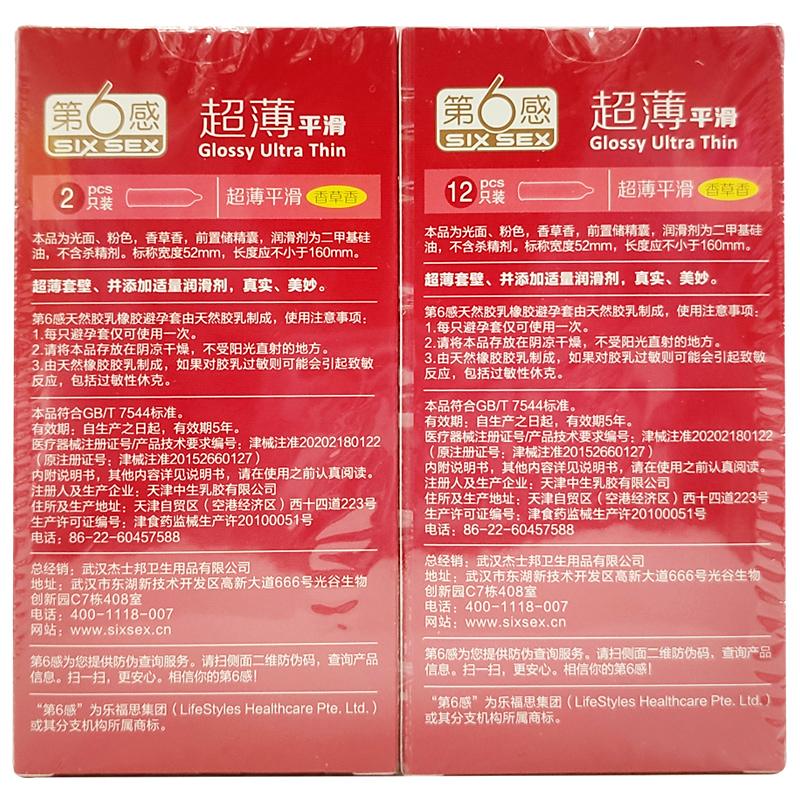 第6感
SIX SEX
超薄平滑
Glossy Ultra Thin
2 pcs 只装
超薄平滑 香草香
本品为光面、粉色，香草香，前置储精囊，润滑剂为二甲基硅
油，不含杀精剂。标称宽度52mm，长度应不小于160mm。
超薄套壁、并添加适量润滑剂，真实、美妙。
第6感天然胶乳橡胶避孕套由天然胶乳制成，使用注意事项：
1.每只避孕套仅可使用一次。
2.请将本品存放在阴凉干燥，不受阳光直射的地方。
3.由天然橡胶胶乳制成，如果对胶乳过敏则可能会引起致敏
反应，包括过敏性休克。
本品符合GB/T 7544标准。
有效期：自生产之日起，有效期5年。
医疗器械注册证号/产品技术要求编号：津械注准20202180122
（原注册证号：津械注准20152660127）
内附说明书，其他内容详见说明书，请在使用之前认真阅读。
注册人及生产企业：天津中生乳胶有限公司
住所及生产地址：天津自贸区（空港经济区）西十四道223号
生产许可证编号：津食药监械生产许20100051号
电话：86-22-60457588
总经销：武汉杰士邦卫生用品有限公司
地址：武汉市东湖新技术开发区高新大道666号光谷生物
创新园C7栋408室
电话：400-1118-007
网站：www.sixsex.cn
第6感为您提供防伪查询服务。请扫侧面二维防伪码，查询产品
信息。扫一扫，更安心。相信你的第6感！
“第6感”为乐福思集团（LifeStyles Healthcare Pte. Ltd.）
或其分支机构所属商标。
第6感
SIX SEX
超薄平滑
Glossy Ultra Thin
12 pcs 只装
超薄平滑 香草香
本品为光面、粉色，香草香，前置储精囊，润滑剂为二甲基硅
油，不含杀精剂。标称宽度52mm，长度应不小于160mm。
超薄套壁、并添加适量润滑剂，真实、美妙。
第6感天然胶乳橡胶避孕套由天然胶乳制成，使用注意事项：
1.每只避孕套仅可使用一次。
2.请将本品存放在阴凉干燥，不受阳光直射的地方。
3.由天然橡胶胶乳制成，如果对胶乳过敏则可能会引起致敏
反应，包括过敏性休克。
本品符合GB/T 7544标准。
有效期：自生产之日起，有效期5年。
医疗器械注册证号/产品技术要求编号：津械注准20202180122
（原注册证号：津械注准20152660127）
内附说明书，其他内容详见说明书，请在使用之前认真阅读。
注册人及生产企业：天津中生乳胶有限公司
住所及生产地址：天津自贸区（空港经济区）西十四道223号
生产许可证编号：津食药监械生产许20100051号
电话：86-22-60457588
总经销：武汉杰士邦卫生用品有限公司
地址：武汉市东湖新技术开发区高新大道666号光谷生物
创新园C7栋408室
电话：400-1118-007
网站：www.sixsex.cn
第6感为您提供防伪查询服务。请扫侧面二维防伪码，查询产品
信息。扫一扫，更安心。相信你的第6感！
“第6感”为乐福思集团（LifeStyles Healthcare Pte. Ltd.）
或其分支机构所属商标。